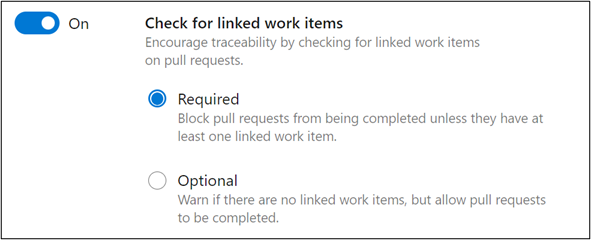 On
Check for linked work items
Encourage traceability by checking for linked work items
on pull requests.
Required
Block pull requests from being completed unless they have at
least one linked work item.
Optional
Warn if there are no linked work items, but allow pull requests
to be completed.